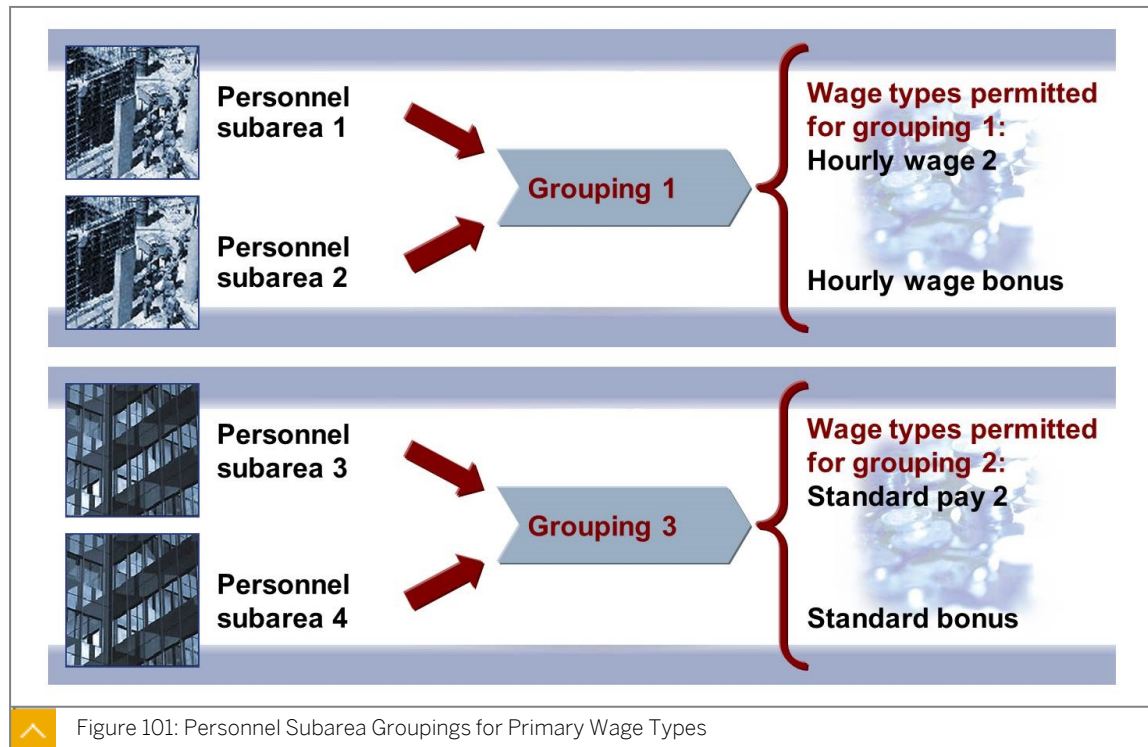 Personnel
subarea 1
Personnel
subarea 2
Grouping 1
Wage types permitted
for grouping 1:
Hourly wage 2
Hourly wage bonus
Personnel
subarea 3
Personnel
subarea 4
Grouping 3
Wage types permitted
for grouping 2:
Standard pay 2
Standard bonus
Figure 101: Personnel Subarea Groupings for Primary Wage Types